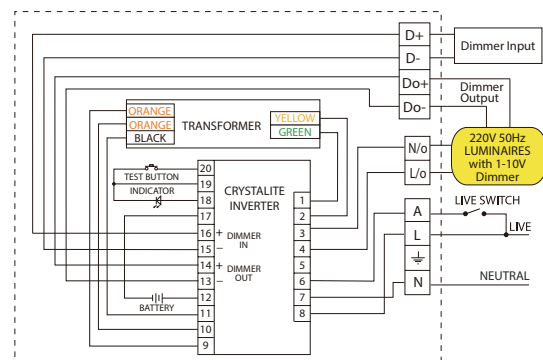 D+
D-
Do+
Do-
Dimmer Input
Dimmer
Output
ORANGE
ORANGE
BLACK
TRANSFORMER
YELLOW
GREEN
N/o
L/o
220V 50Hz
LUMINAIRES
with 1-10V
Dimmer
TEST BUTTON
INDICATOR
20
19
18
17
16
15
14
13
12
11
10
9
CRYSTALITE
INVERTER
+ DIMMER
− IN
+ DIMMER
− OUT
1
2
3
4
5
6
7
8
BATTERY
A
L
N
LIVE SWITCH
LIVE
NEUTRAL